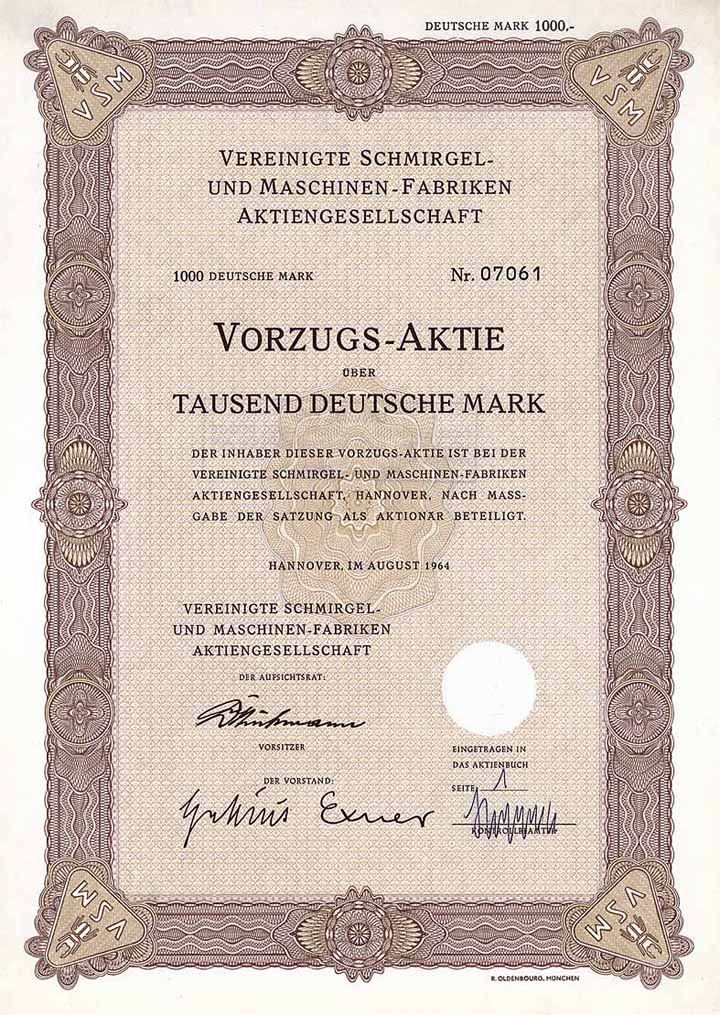 DEUTSCHE MARK 1000.-
VSM
VSM
VEREINIGTE SCHMIRGEL-
UND MASCHINEN-FABRIKEN
AKTIENGESELLSCHAFT
1000 DEUTSCHE MARK Nr. 07061
VORZUGS-AKTIE
ÜBER
TAUSEND DEUTSCHE MARK
DER INHABER DIESER VORZUGS-AKTIE IST BEI DER
VEREINIGTE SCHMIRGEL- UND MASCHINEN-FABRIKEN
AKTIENGESELLSCHAFT, HANNOVER, NACH MASS-
GABE DER SATZUNG ALS AKTIONÄR BETEILIGT.
HANNOVER, IM AUGUST 1964
VEREINIGTE SCHMIRGEL-
UND MASCHINEN-FABRIKEN
AKTIENGESELLSCHAFT
DER AUFSICHTSRAT:
VORSITZER
EINGETRAGEN IN
DAS AKTIENBUCH
SEITE 1
DER VORSTAND:
Exner
KONTROLLBEAMTER
VSM
VSM
R. OLDENBOURG, MÜNCHEN